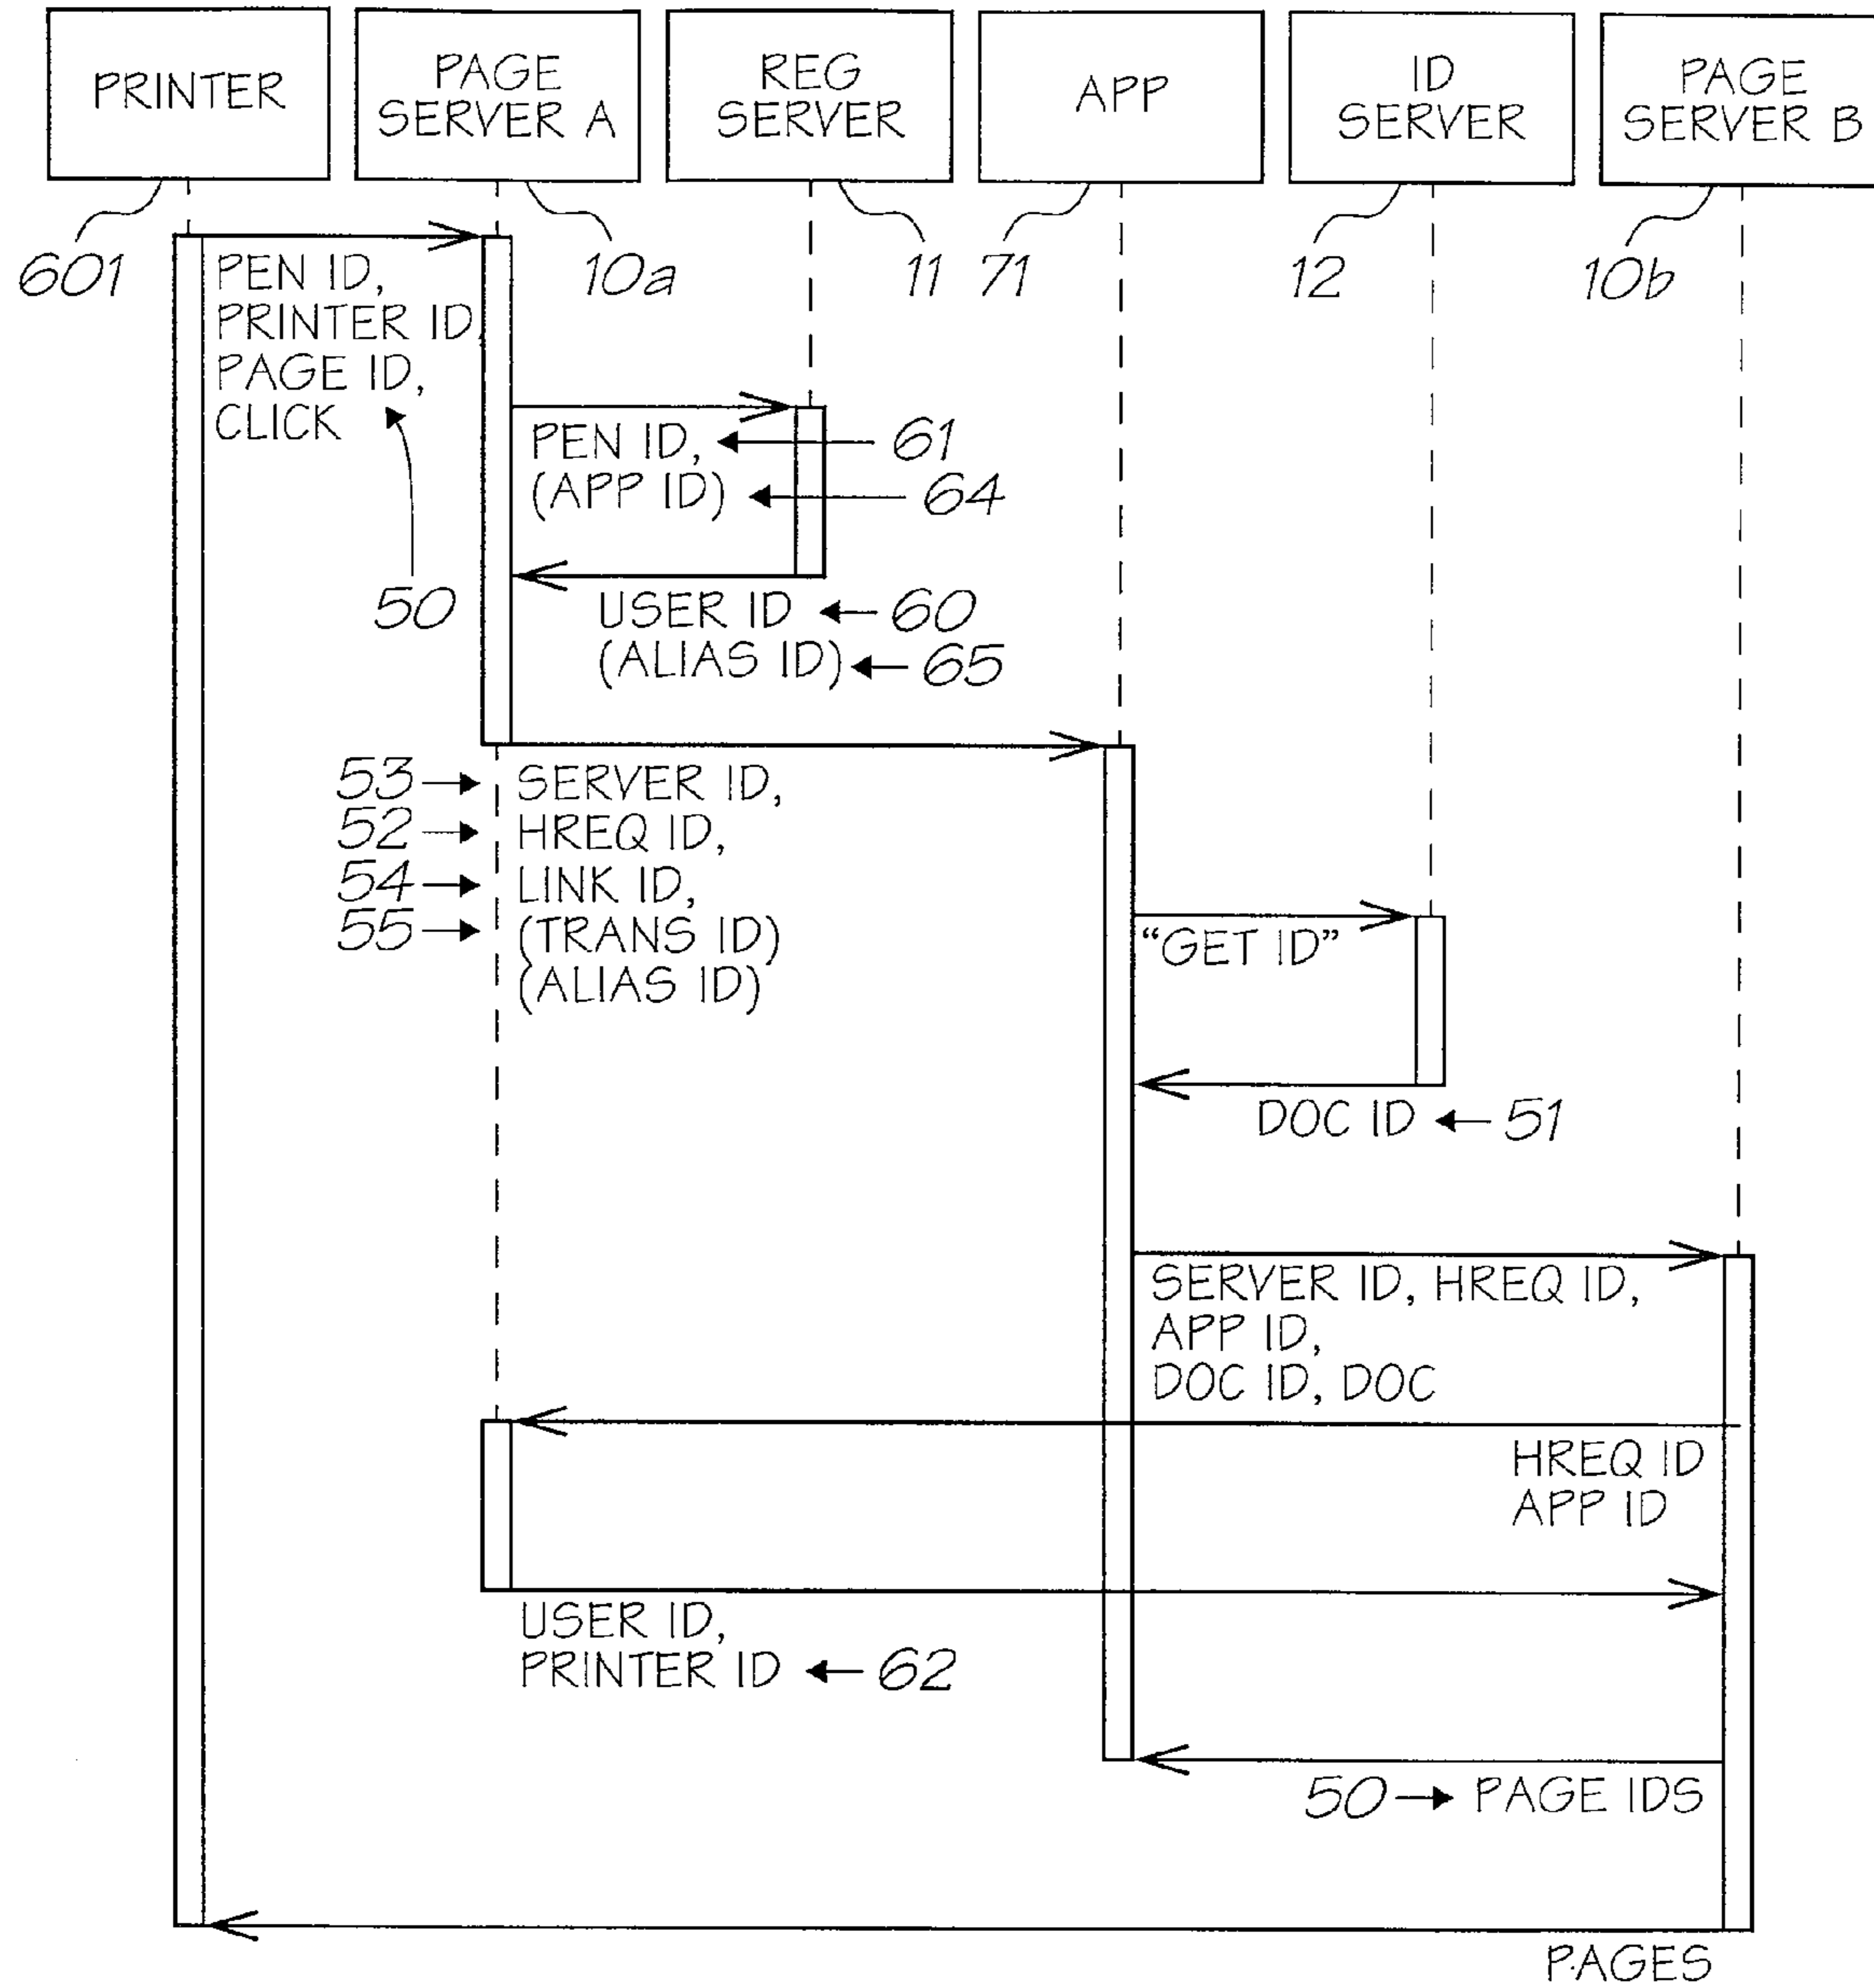 PRINTER
PAGE
SERVER A
REG
SERVER
APP
ID
SERVER
PAGE
SERVER B
601
10a
11
71
12
10b
PEN ID,
PRINTER ID
PAGE ID,
CLICK
50
PEN ID, 61
(APP ID) 64
USER ID 60
(ALIAS ID) 65
53 SERVER ID,
52 HREQ ID,
54 LINK ID,
55 (TRANS ID)
(ALIAS ID)
“GET ID”
DOC ID 51
SERVER ID, HREQ ID,
APP ID,
DOC ID, DOC
HREQ ID
APP ID
USER ID,
PRINTER ID 62
50 PAGE IDS
PAGES